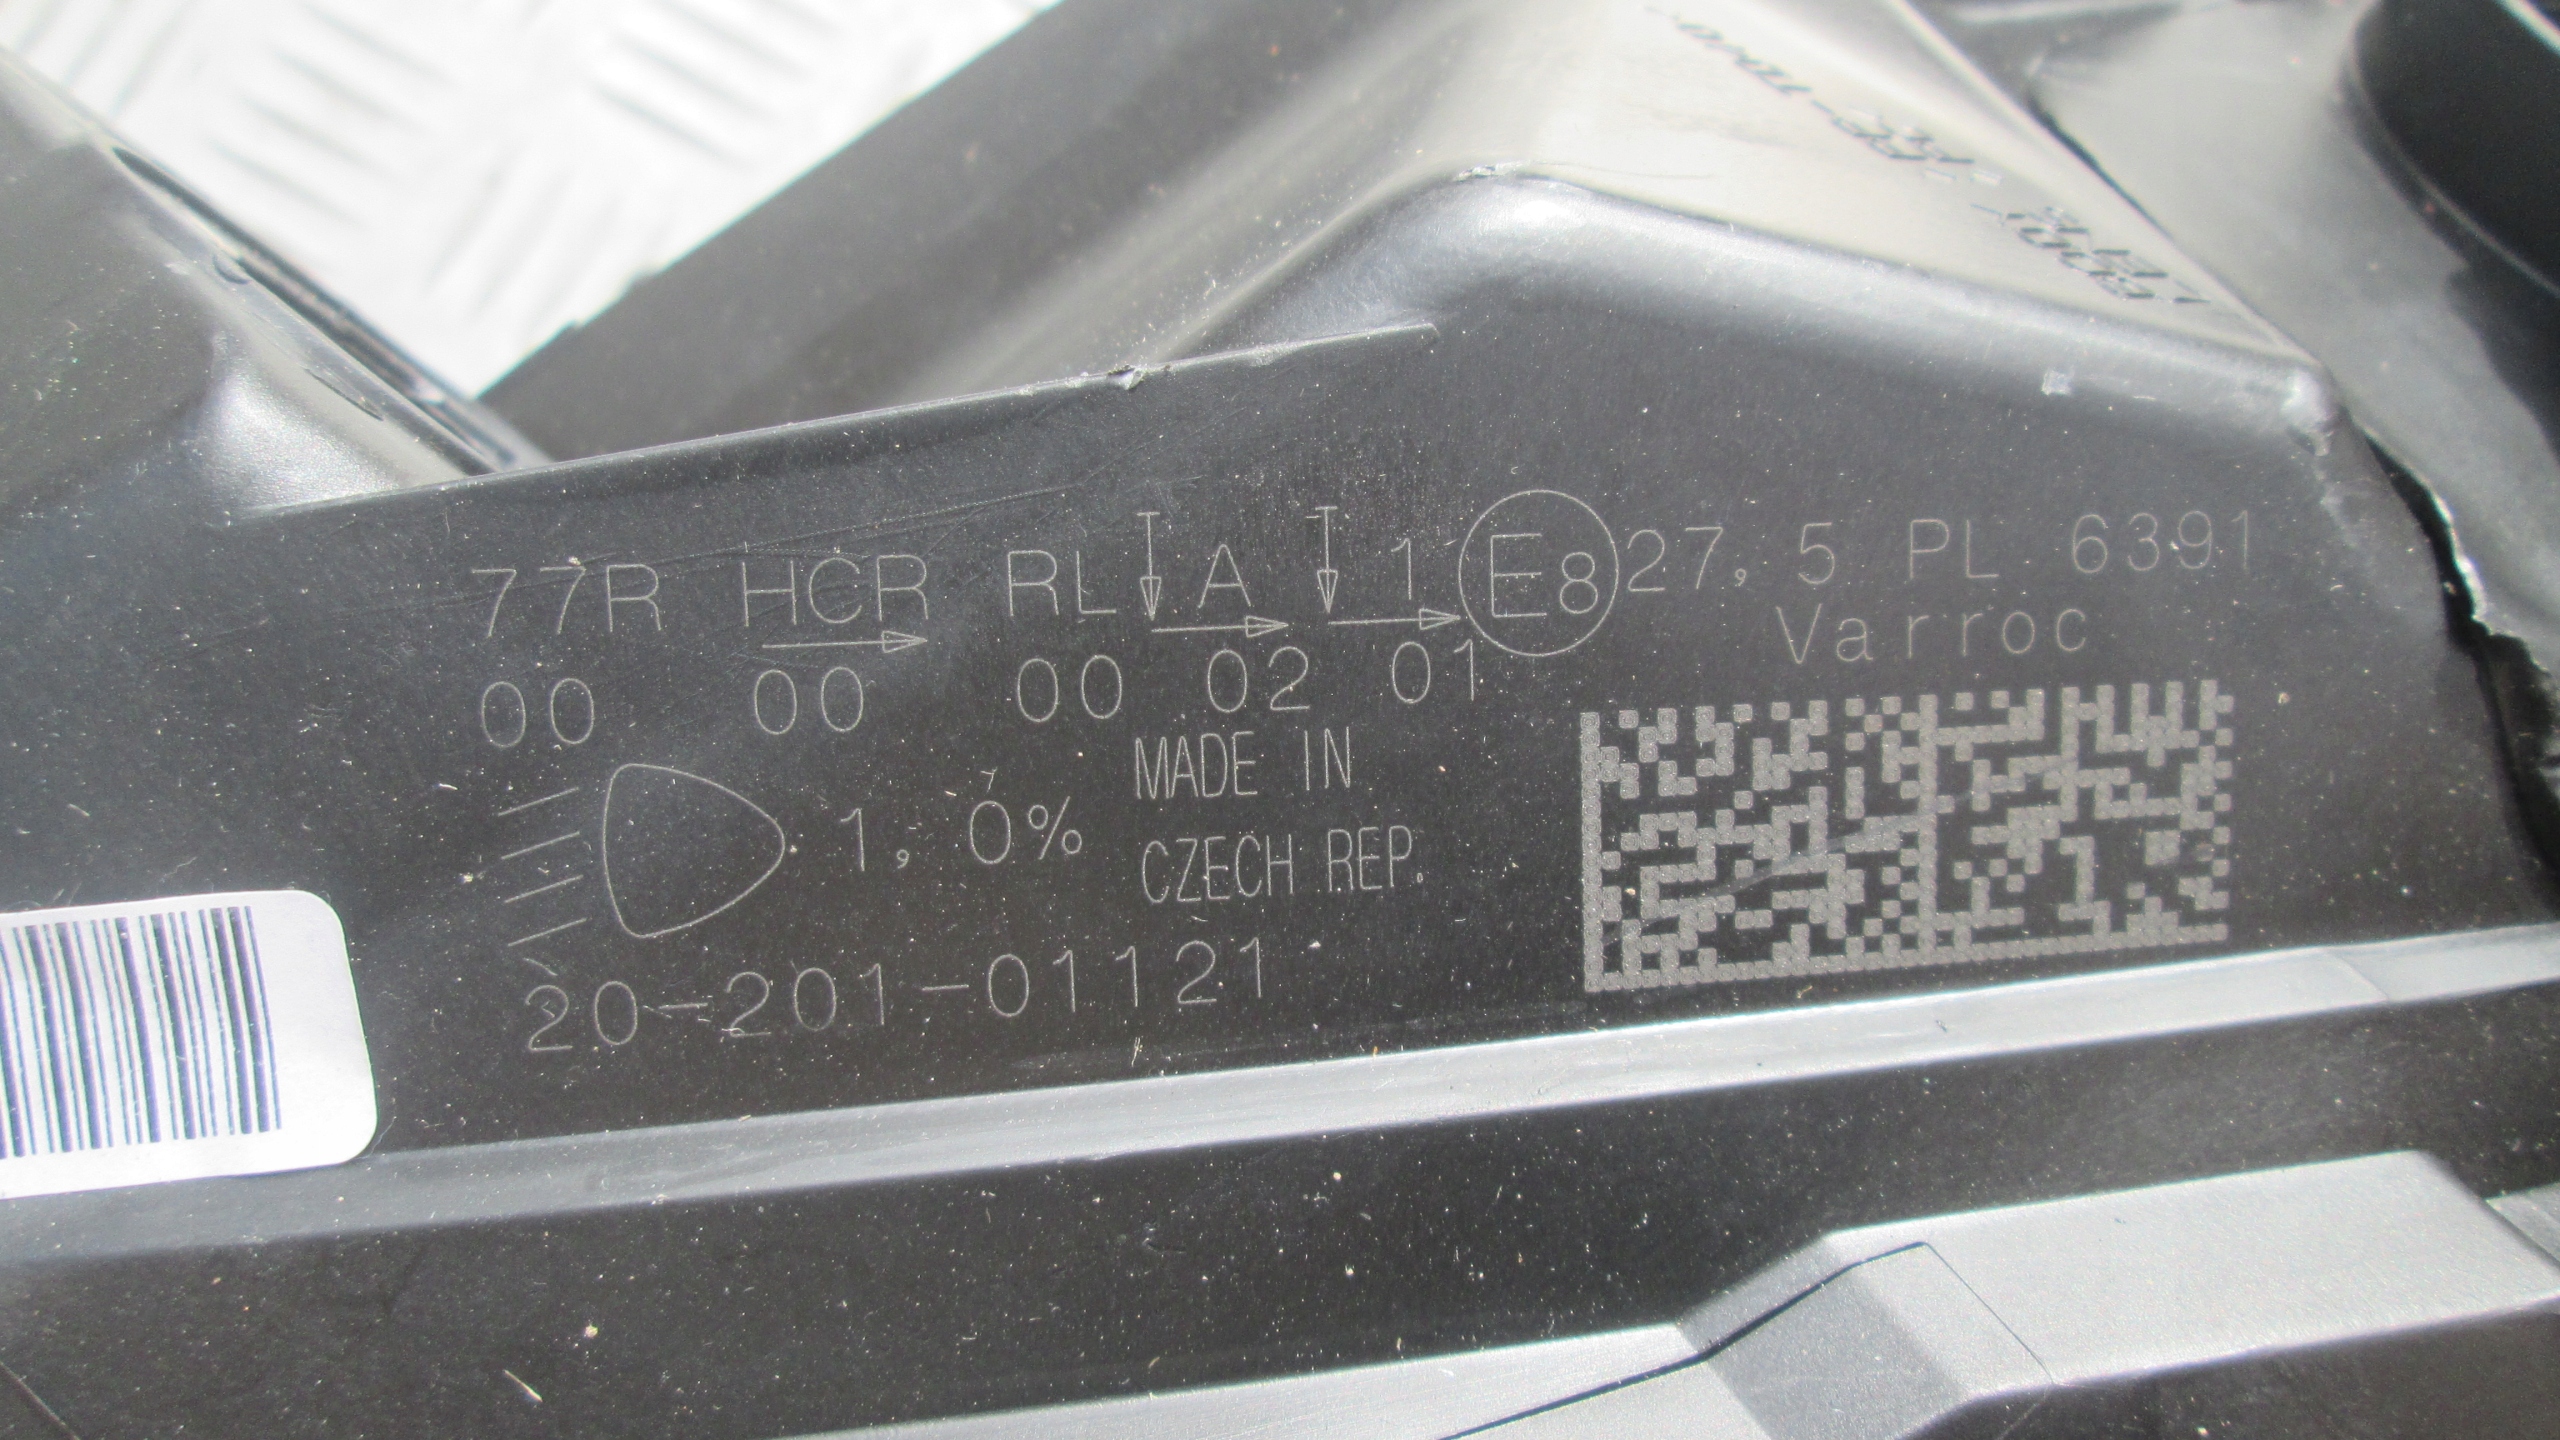 77R HCR RL A 1 E8 27,5 PL 6391
Varroc
00 00 00 02 01
MADE IN
1,0%
CZECH REP.
20-201-01121